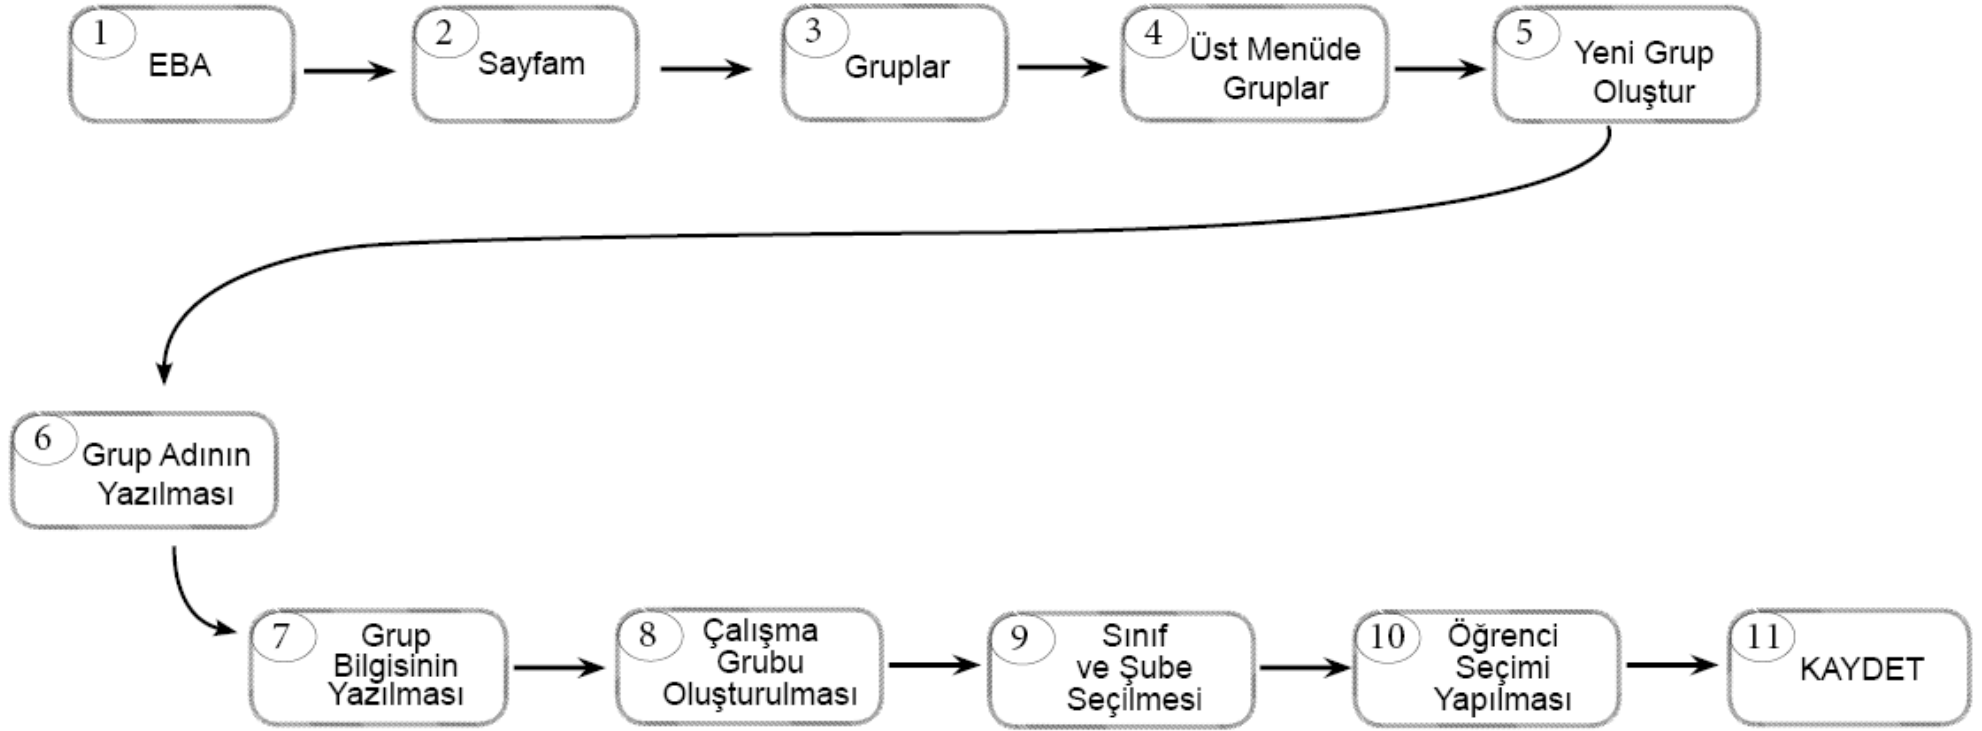 1
EBA
2
Sayfam
3
Gruplar
4
Üst Menüde
Gruplar
5
Yeni Grup
Oluştur
6
Grup Adının
Yazılması
7
Grup
Bilgisinin
Yazılması
8
Çalışma
Grubu
Oluşturulması
9
Sınıf
ve Şube
Seçilmesi
10
Öğrenci
Seçimi
Yapılması
11
KAYDET